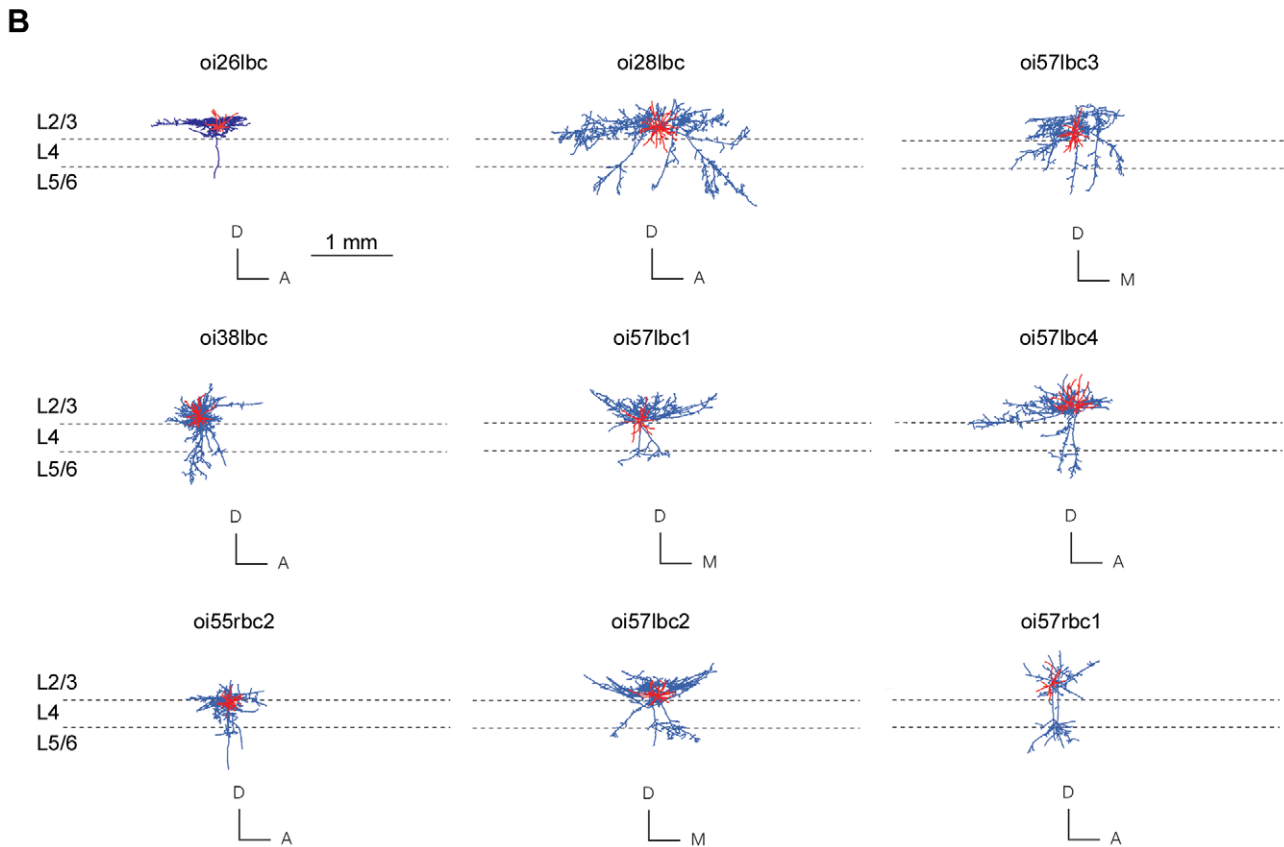 B
oi26lbc oi28lbc oi57lbc3
L2/3
L4
L5/6
D D D
1 mm
A A M
oi38lbc oi57lbc1 oi57lbc4
L2/3
L4
L5/6
D D D
A M A
oi55rbc2 oi57lbc2 oi57rbc1
L2/3
L4
L5/6
D D D
A M A